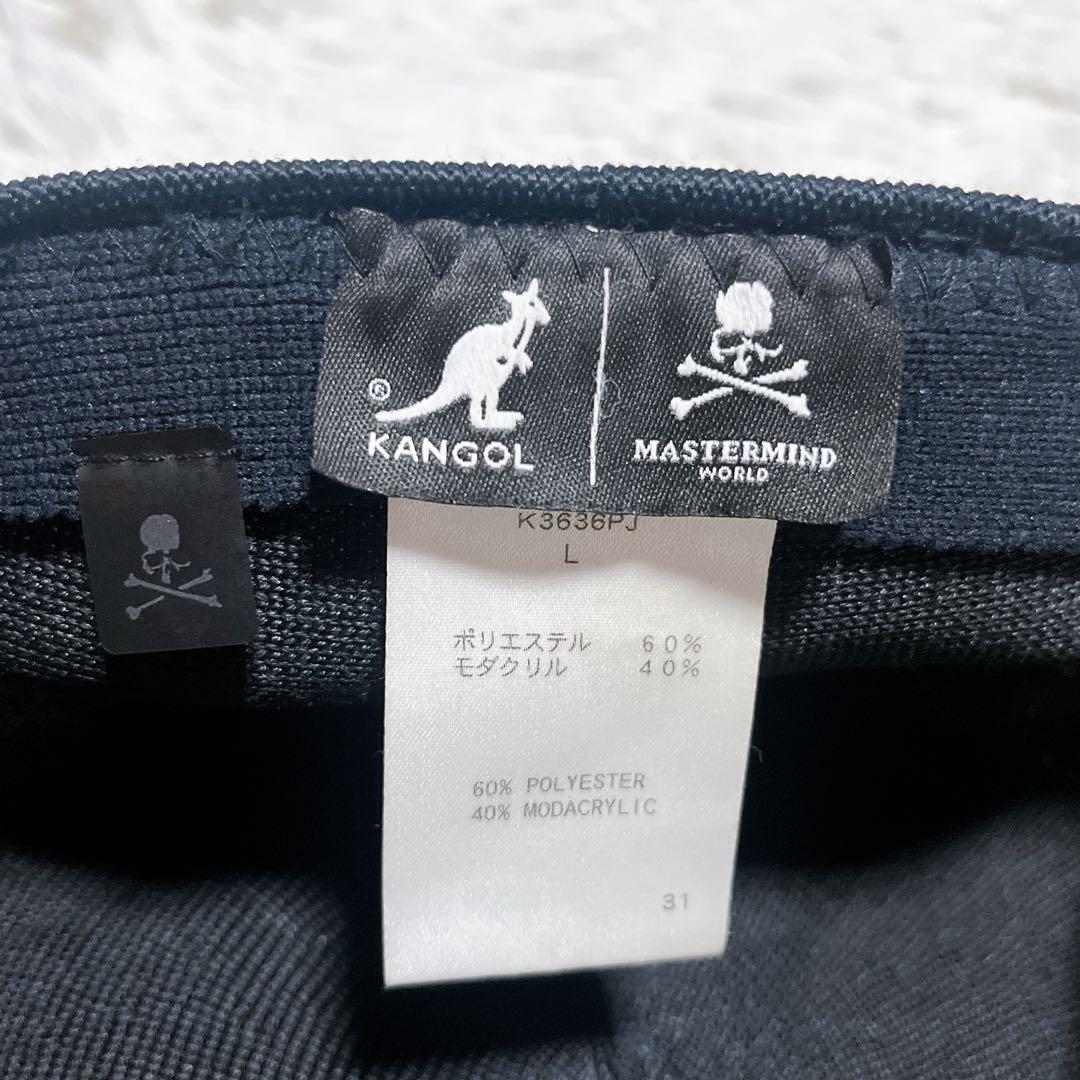 ® KANGOL
MASTERMIND
WORLD
K3636PJ
L
ポリエステル 60%
モダクリル 40%
60% POLYESTER
40% MODACRYLIC
31